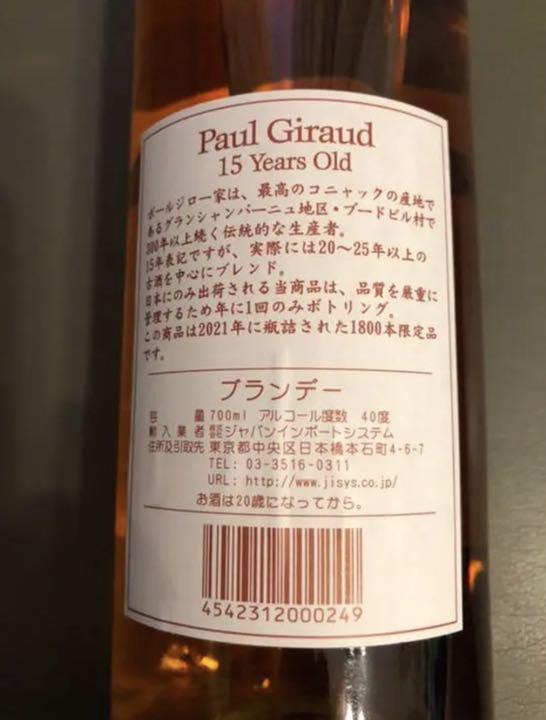 Paul Giraud
15 Years Old
ポールジロー家は、最高のコニャックの産地で
あるグランシャンパーニュ地区・ブードビル村で
300年以上続く伝統的な生産者。
15年表記ですが、実際には20〜25年以上の
古酒を中心にブレンド。
日本にのみ出荷される当商品は、品質を厳重に
管理するため年に1回のみボトリング。
この商品は2021年に瓶詰された1800本限定品
です。
ブランデー
容量 700ml アルコール度数 40度
輸入業者 株式会社ジャパンインポートシステム
住所及引取先 東京都中央区日本橋本石町4-6-7
TEL: 03-3516-0311
URL: http://www.jisys.co.jp/
お酒は20歳になってから。
4542312000249